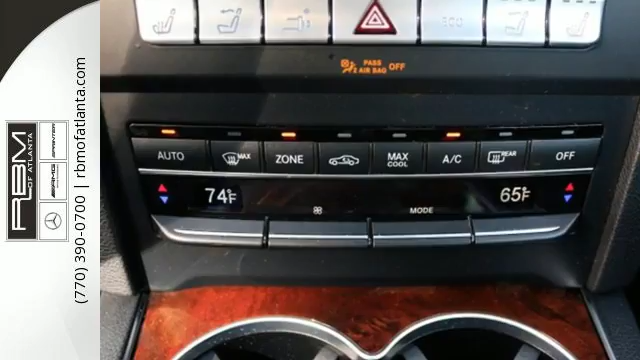 PASS
AIR BAG OFF
AUTO
MAX
ZONE
MAX
COOL
A/C
REAR
OFF
74°F
65°F
MODE
RBM
OF ATLANTA
SPRINTER
(770) 390-0700 | rbmofatlanta.com